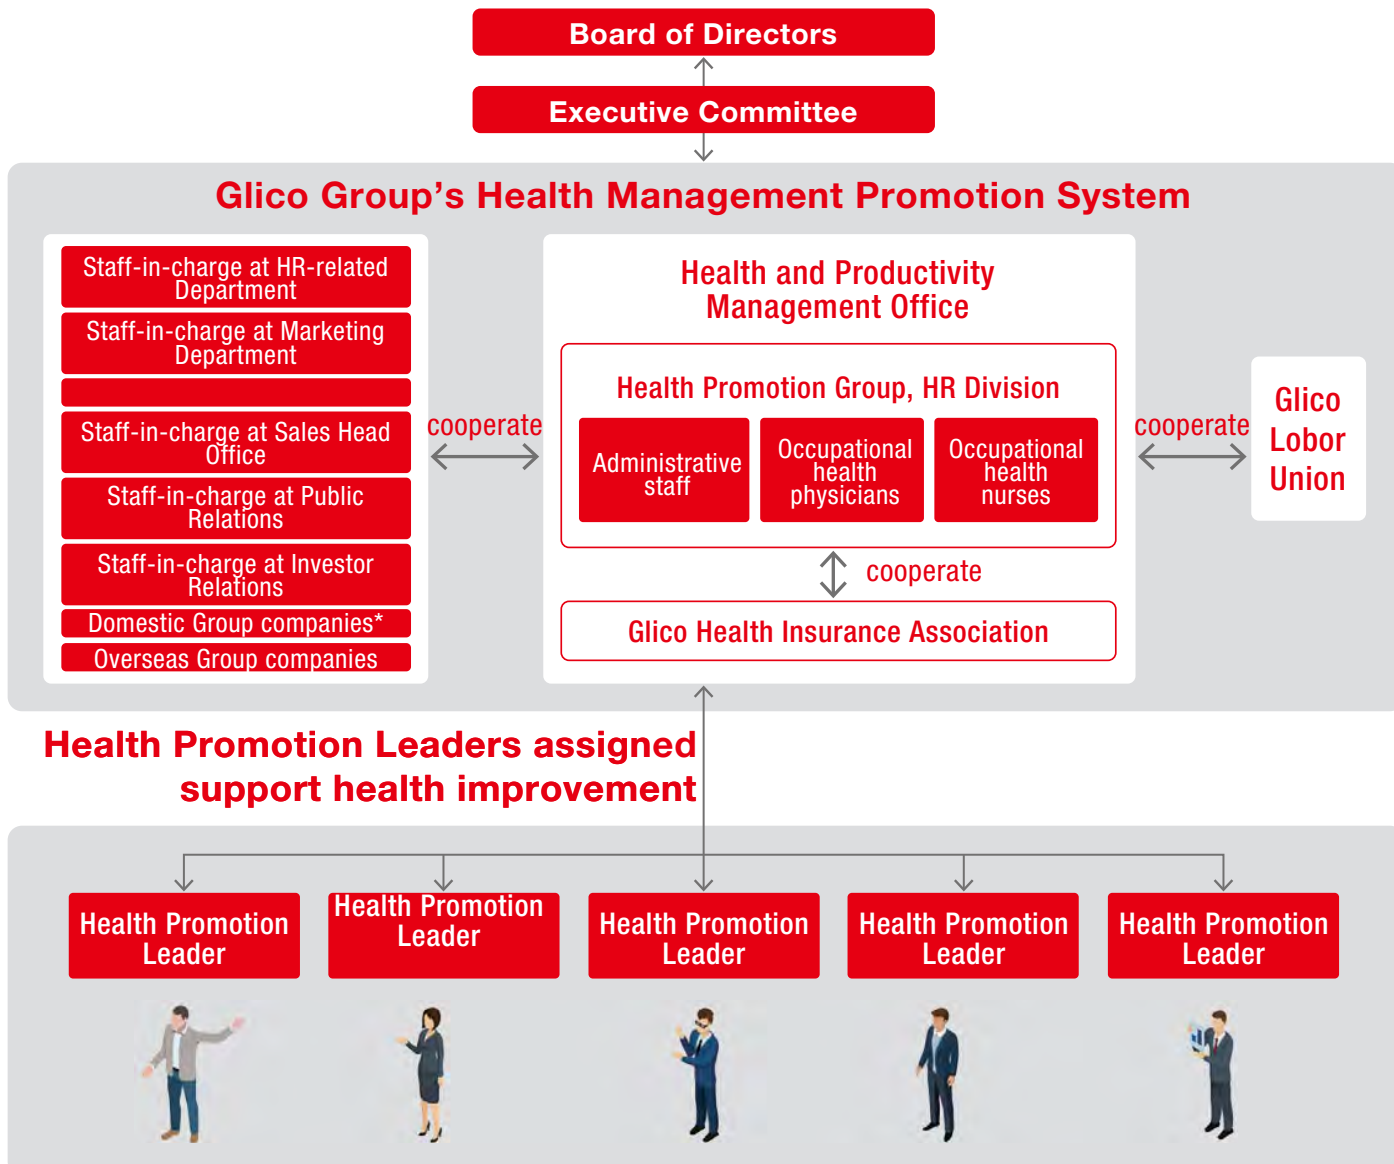 Board of Directors
Executive Committee
Glico Group’s Health Management Promotion System
Staff-in-charge at HR-related
Department
Staff-in-charge at Marketing
Department
Staff-in-charge at Sales Head
Office
Staff-in-charge at Public
Relations
Staff-in-charge at Investor
Relations
Domestic Group companies*
Overseas Group companies
cooperate
Health and Productivity
Management Office
Health Promotion Group, HR Division
Administrative
staff
Occupational
health
physicians
Occupational
health
nurses
cooperate
Glico Health Insurance Association
cooperate
Glico
Lobor
Union
Health Promotion Leaders assigned
support health improvement
Health Promotion
Leader
Health Promotion
Leader
Health Promotion
Leader
Health Promotion
Leader
Health Promotion
Leader